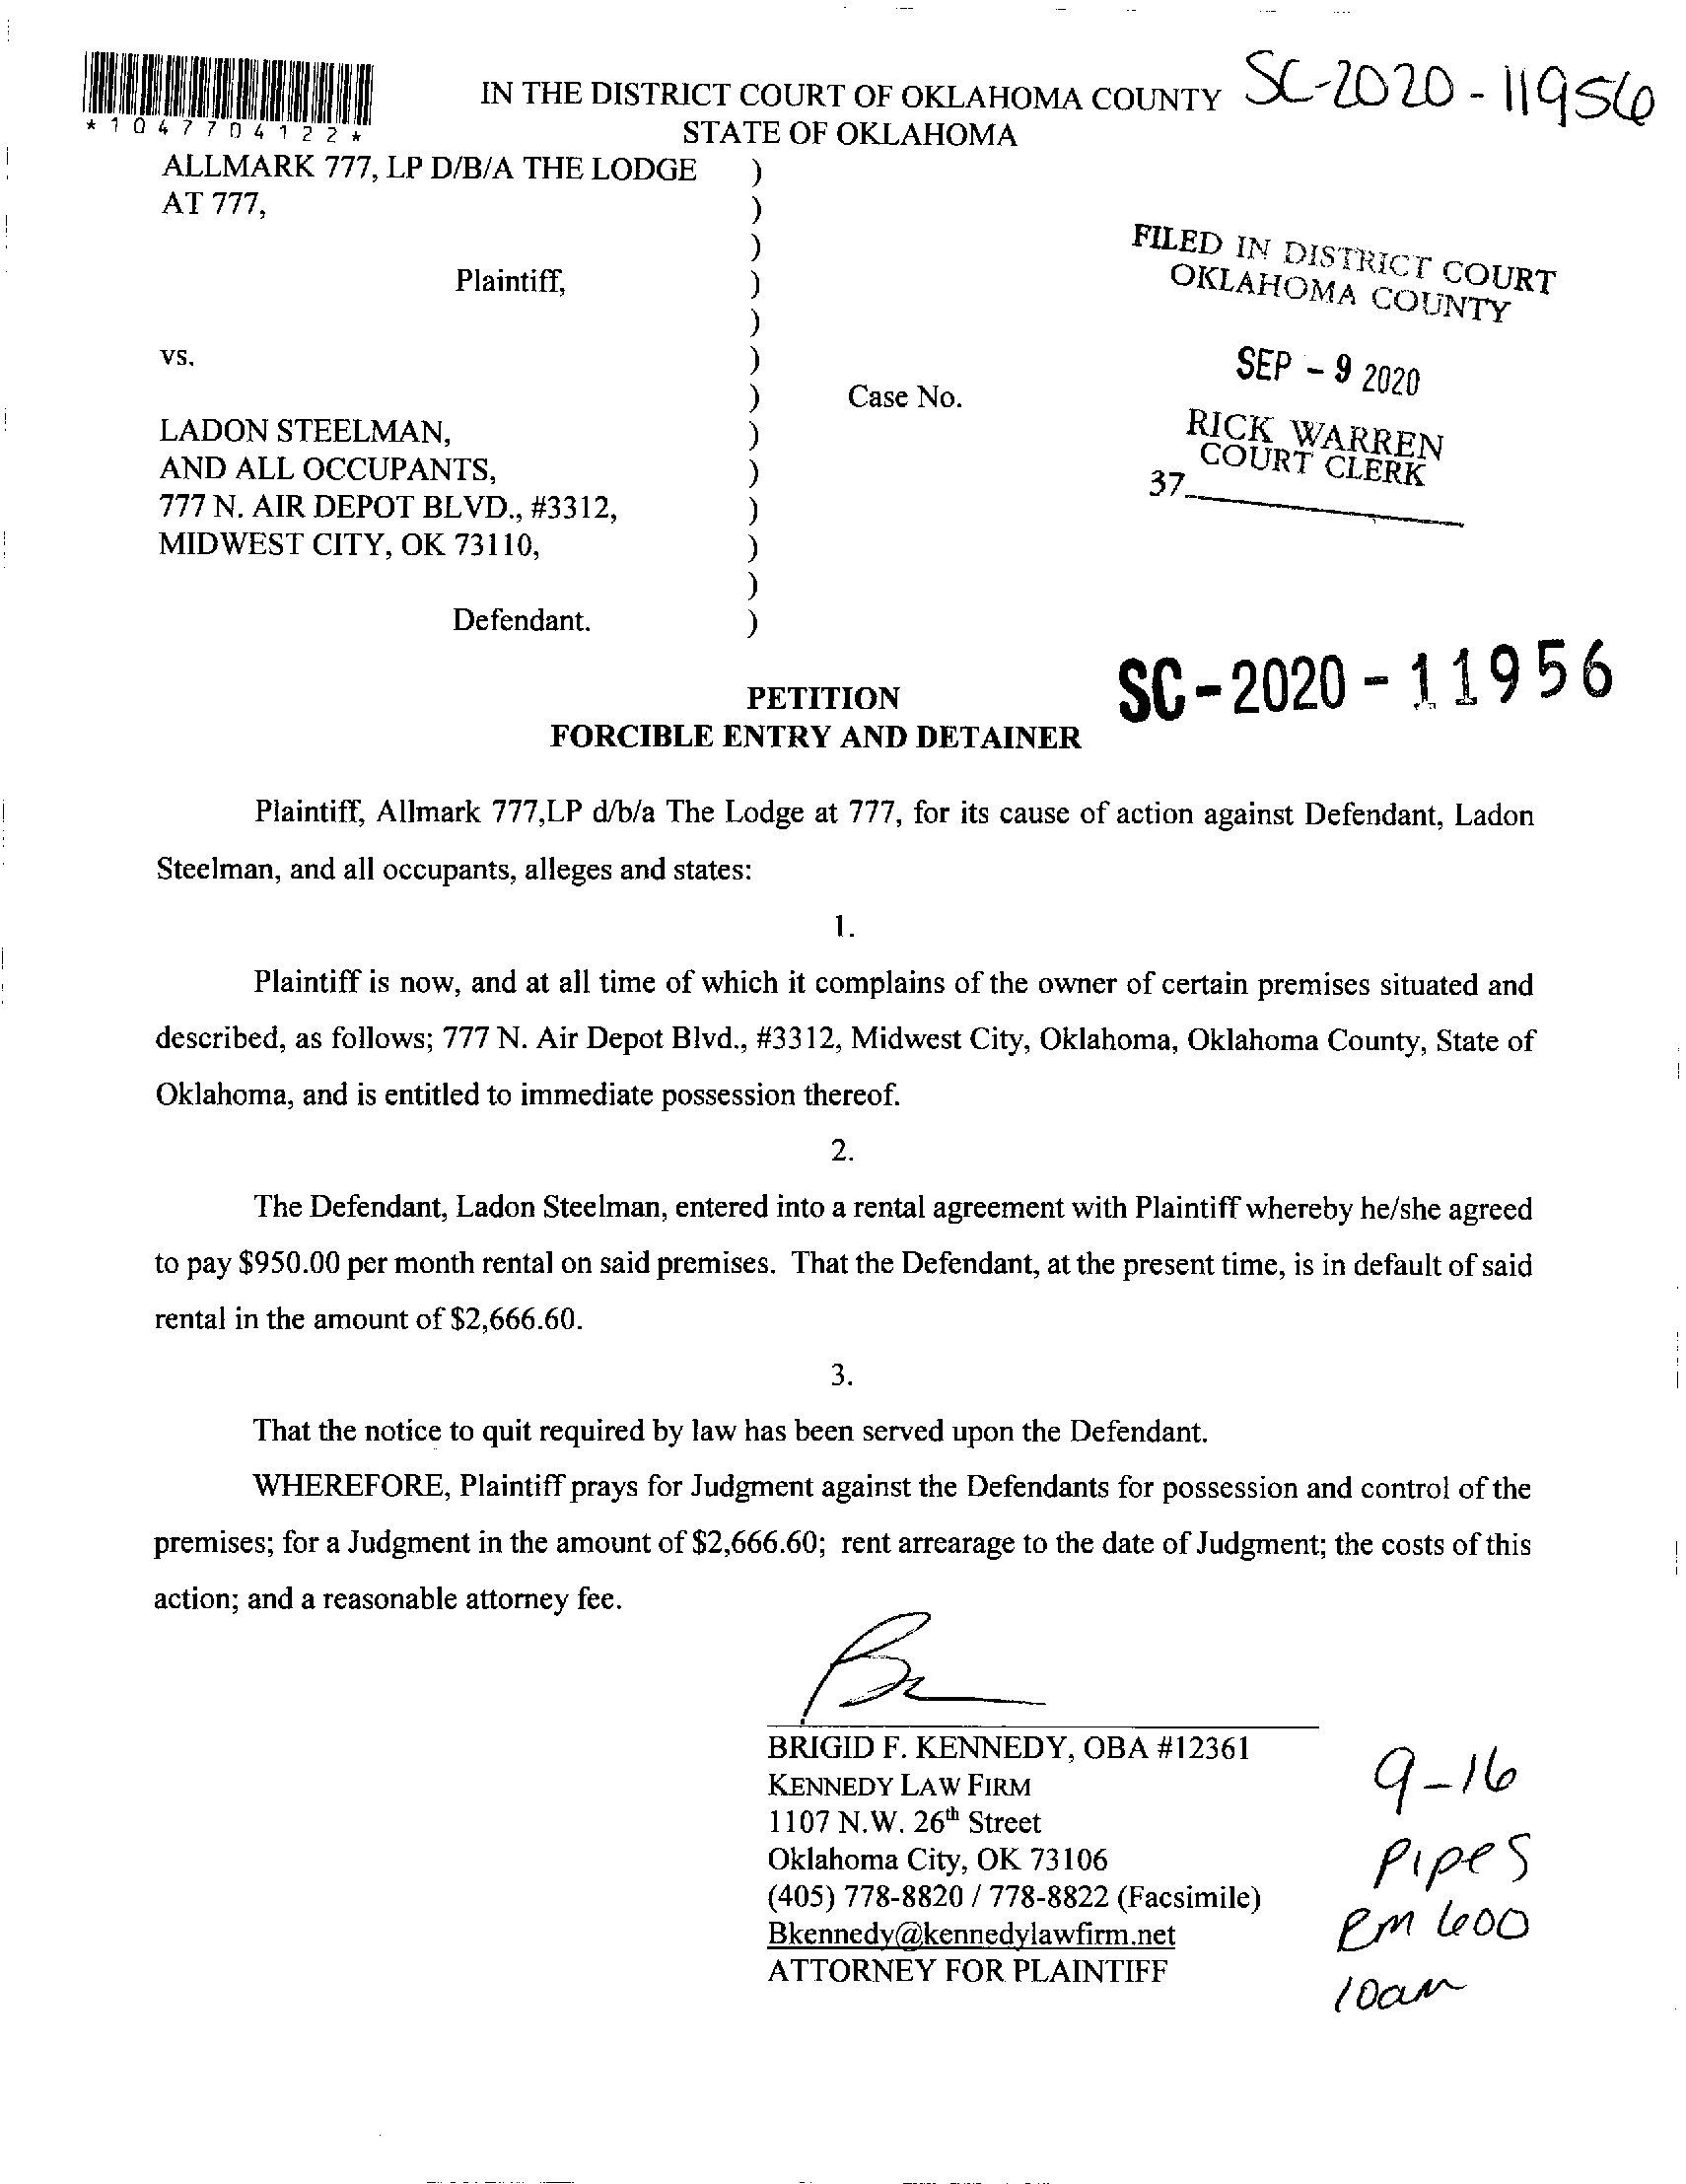 SC-2020-11956
IN THE DISTRICT COURT OF OKLAHOMA COUNTY
STATE OF OKLAHOMA
*1047704122*
ALLMARK 777, LP D/B/A THE LODGE )
AT 777, )
)
Plaintiff, )
)
vs. )
) Case No.
LADON STEELMAN, )
AND ALL OCCUPANTS, )
777 N. AIR DEPOT BLVD., #3312, )
MIDWEST CITY, OK 73110, )
)
Defendant. )
FILED IN DISTRICT COURT
OKLAHOMA COUNTY
SEP - 9 2020
RICK WARREN
COURT CLERK
37
SC-2020-11956
PETITION
FORCIBLE ENTRY AND DETAINER
Plaintiff, Allmark 777,LP d/b/a The Lodge at 777, for its cause of action against Defendant, Ladon
Steelman, and all occupants, alleges and states:
1.
Plaintiff is now, and at all time of which it complains of the owner of certain premises situated and
described, as follows; 777 N. Air Depot Blvd., #3312, Midwest City, Oklahoma, Oklahoma County, State of
Oklahoma, and is entitled to immediate possession thereof.
2.
The Defendant, Ladon Steelman, entered into a rental agreement with Plaintiff whereby he/she agreed
to pay $950.00 per month rental on said premises. That the Defendant, at the present time, is in default of said
rental in the amount of $2,666.60.
3.
That the notice to quit required by law has been served upon the Defendant.
WHEREFORE, Plaintiff prays for Judgment against the Defendants for possession and control of the
premises; for a Judgment in the amount of $2,666.60; rent arrearage to the date of Judgment; the costs of this
action; and a reasonable attorney fee.
BRIGID F. KENNEDY, OBA #12361
KENNEDY LAW FIRM
1107 N.W. 26th Street
Oklahoma City, OK 73106
(405) 778-8820 / 778-8822 (Facsimile)
Bkennedy@kennedylawfirm.net
ATTORNEY FOR PLAINTIFF
9-16
Pipes
Rm 600
10am